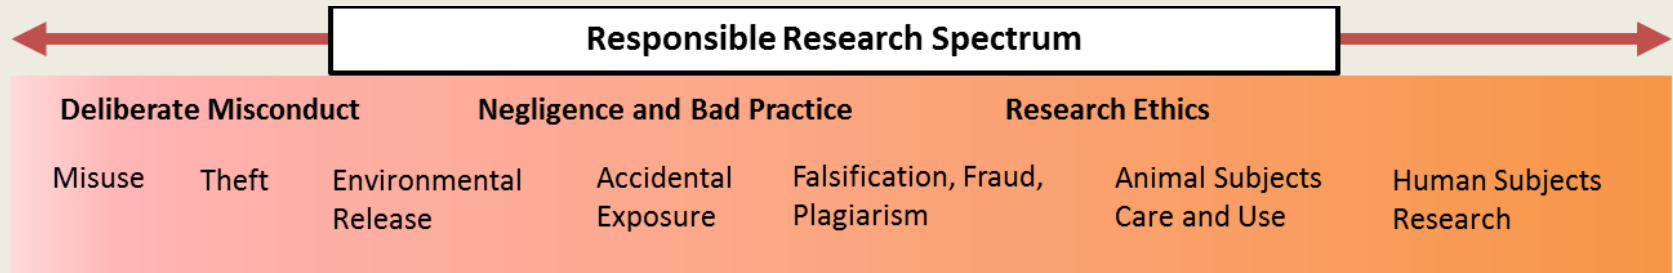 Responsible Research Spectrum
Deliberate Misconduct
Negligence and Bad Practice
Research Ethics
Misuse
Theft
Environmental
Release
Accidental
Exposure
Falsification, Fraud,
Plagiarism
Animal Subjects
Care and Use
Human Subjects
Research